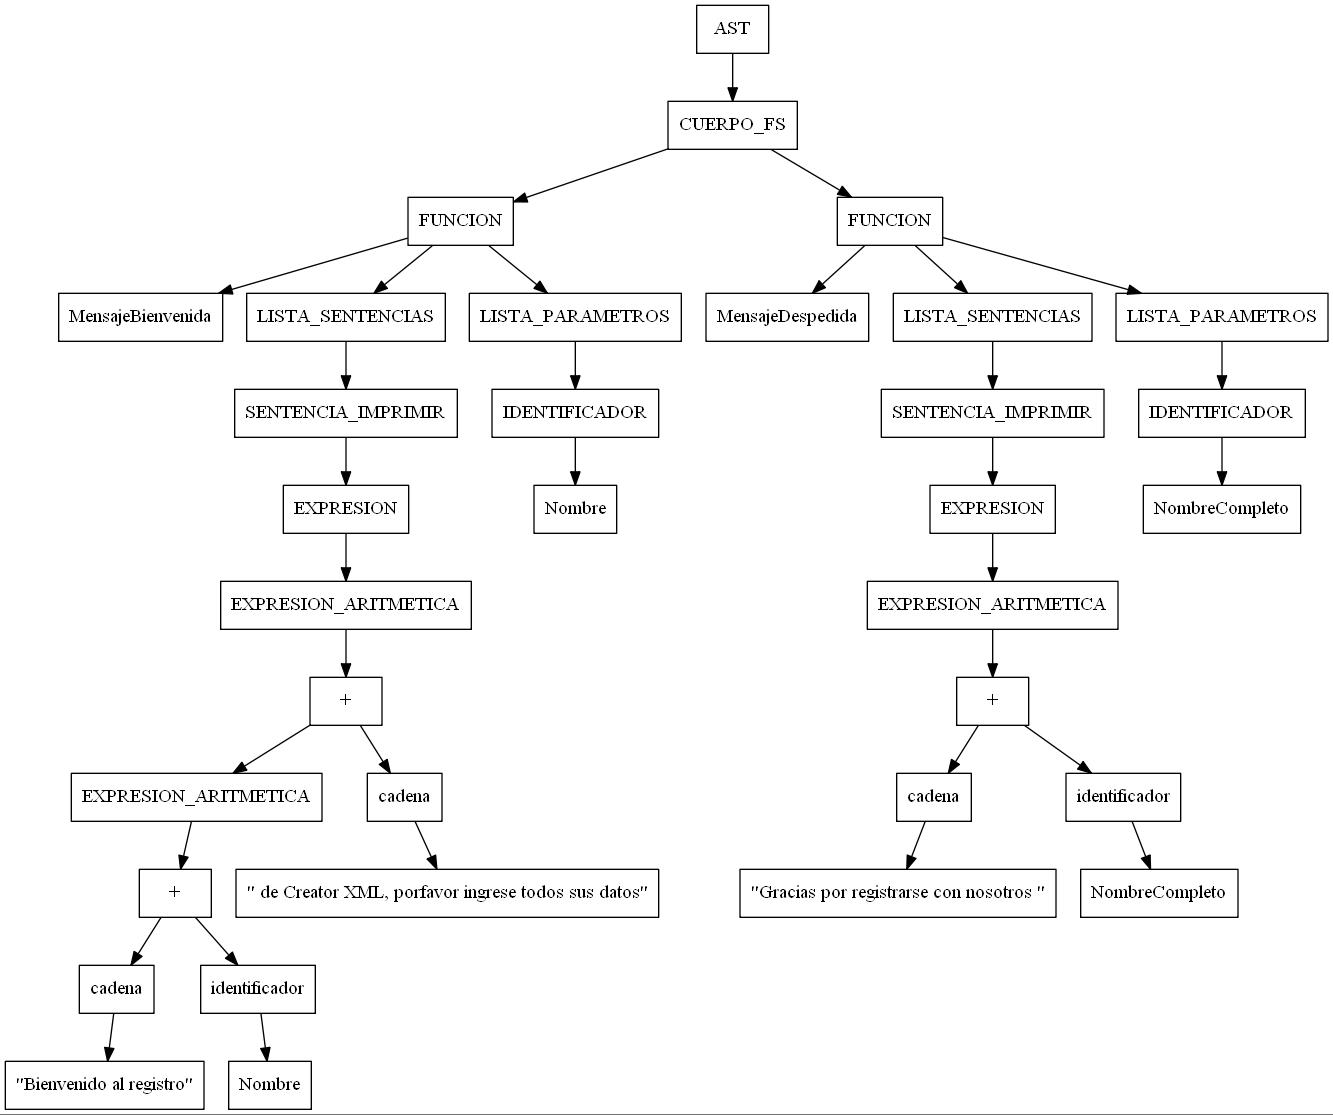 AST
CUERPO_FS
FUNCION
FUNCION
MensajeBienvenida
LISTA_SENTENCIAS
LISTA_PARAMETROS
MensajeDespedida
LISTA_SENTENCIAS
LISTA_PARAMETROS
SENTENCIA_IMPRIMIR
IDENTIFICADOR
SENTENCIA_IMPRIMIR
IDENTIFICADOR
EXPRESION
Nombre
EXPRESION
NombreCompleto
EXPRESION_ARITMETICA
EXPRESION_ARITMETICA
+
+
EXPRESION_ARITMETICA
cadena
cadena
identificador
+
" de Creator XML, porfavor ingrese todos sus datos"
"Gracias por registrarse con nosotros "
NombreCompleto
cadena
identificador
"Bienvenido al registro"
Nombre